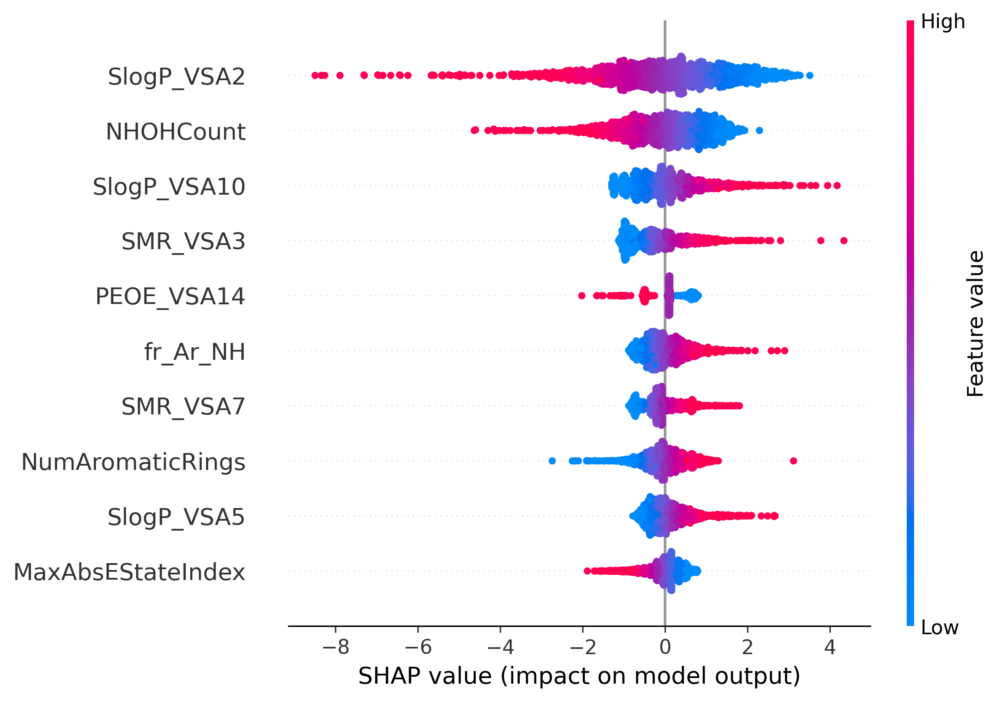 High
SlogP_VSA2
NHOHCount
SlogP_VSA10
SMR_VSA3
PEOE_VSA14
fr_Ar_NH
SMR_VSA7
NumAromaticRings
SlogP_VSA5
MaxAbsEStateIndex
Feature value
Low
−8 −6 −4 −2 0 2 4
SHAP value (impact on model output)